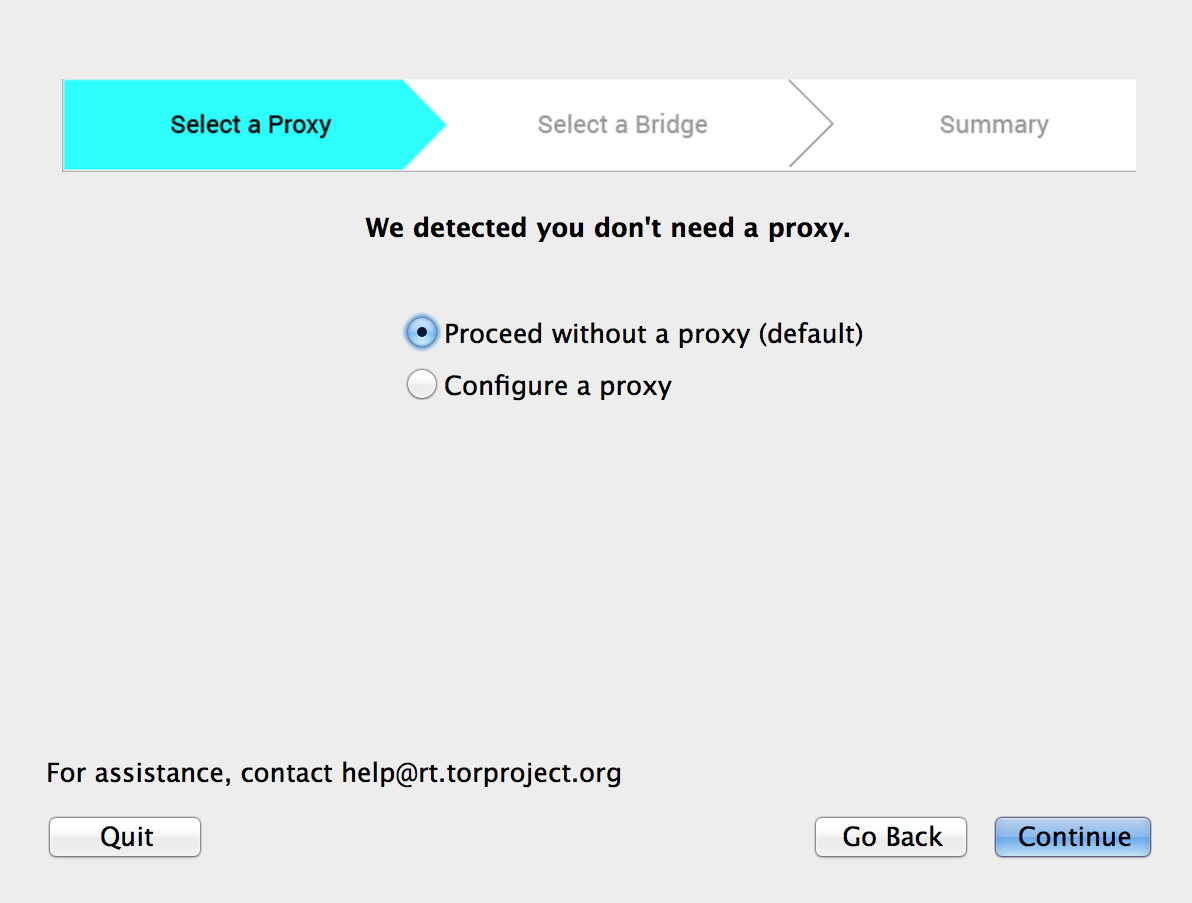 Select a Proxy
Select a Bridge
Summary
We detected you don't need a proxy.
Proceed without a proxy (default)
Configure a proxy
For assistance, contact help@rt.torproject.org
Quit
Go Back
Continue